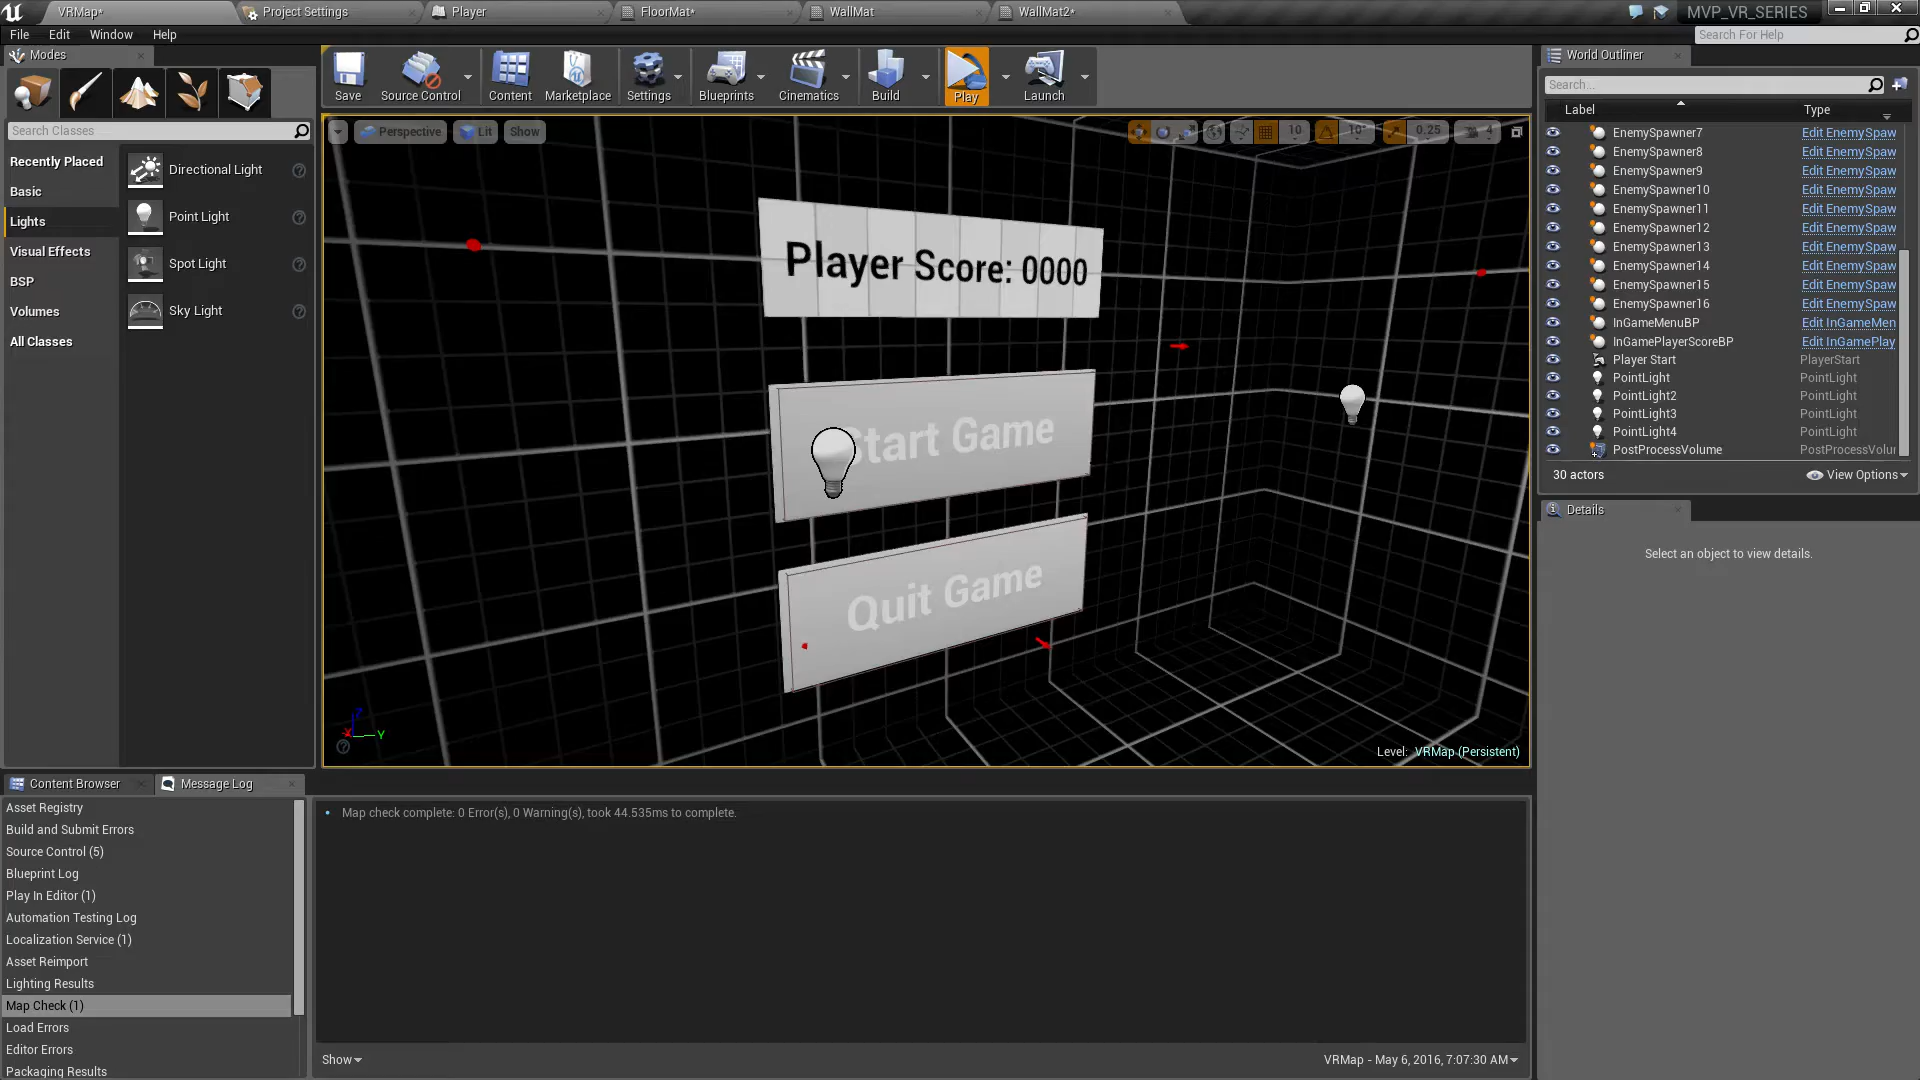 VRMap*
Project Settings
Player
FloorMat*
WallMat
WallMat2*
MVP_VR_SERIES
File Edit Window Help
Search For Help
Modes
Search Classes
Recently Placed
Basic
Lights
Visual Effects
BSP
Volumes
All Classes
Directional Light
Point Light
Spot Light
Sky Light
Save
Source Control
Content
Marketplace
Settings
Blueprints
Cinematics
Build
Play
Launch
Perspective
Lit
Show
10
10°
0.25
4
Player Score: 0000
Start Game
Quit Game
Z
X
Y
Level: VRMap (Persistent)
World Outliner
Search...
Label Type
EnemySpawner7 Edit EnemySpaw
EnemySpawner8 Edit EnemySpaw
EnemySpawner9 Edit EnemySpaw
EnemySpawner10 Edit EnemySpaw
EnemySpawner11 Edit EnemySpaw
EnemySpawner12 Edit EnemySpaw
EnemySpawner13 Edit EnemySpaw
EnemySpawner14 Edit EnemySpaw
EnemySpawner15 Edit EnemySpaw
EnemySpawner16 Edit EnemySpaw
InGameMenuBP Edit InGameMen
InGamePlayerScoreBP Edit InGamePlay
Player Start PlayerStart
PointLight PointLight
PointLight2 PointLight
PointLight3 PointLight
PointLight4 PointLight
PostProcessVolume PostProcessVolur
30 actors
View Options
Details
Select an object to view details.
Content Browser
Message Log
Asset Registry
Build and Submit Errors
Source Control (5)
Blueprint Log
Play In Editor (1)
Automation Testing Log
Localization Service (1)
Asset Reimport
Lighting Results
Map Check (1)
Load Errors
Editor Errors
Packaging Results
• Map check complete: 0 Error(s), 0 Warning(s), took 44.535ms to complete.
Show
VRMap - May 6, 2016, 7:07:30 AM